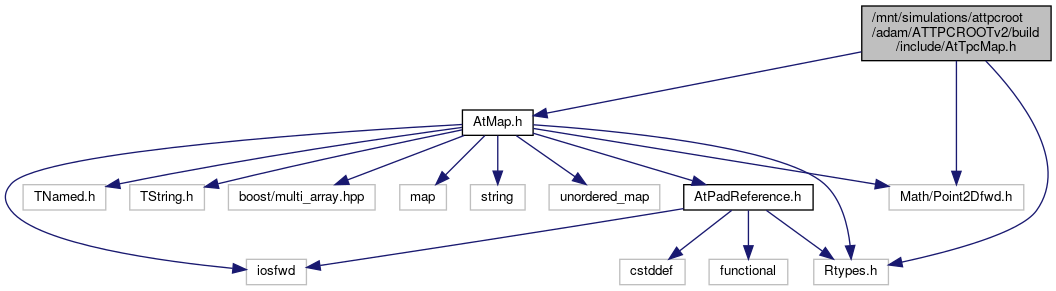 /mnt/simulations/attpcroot
/adam/ATTPCROOTv2/build
/include/AtTpcMap.h
AtMap.h
TNamed.h
TString.h
boost/multi_array.hpp
map
string
unordered_map
AtPadReference.h
Math/Point2Dfwd.h
iosfwd
cstddef
functional
Rtypes.h